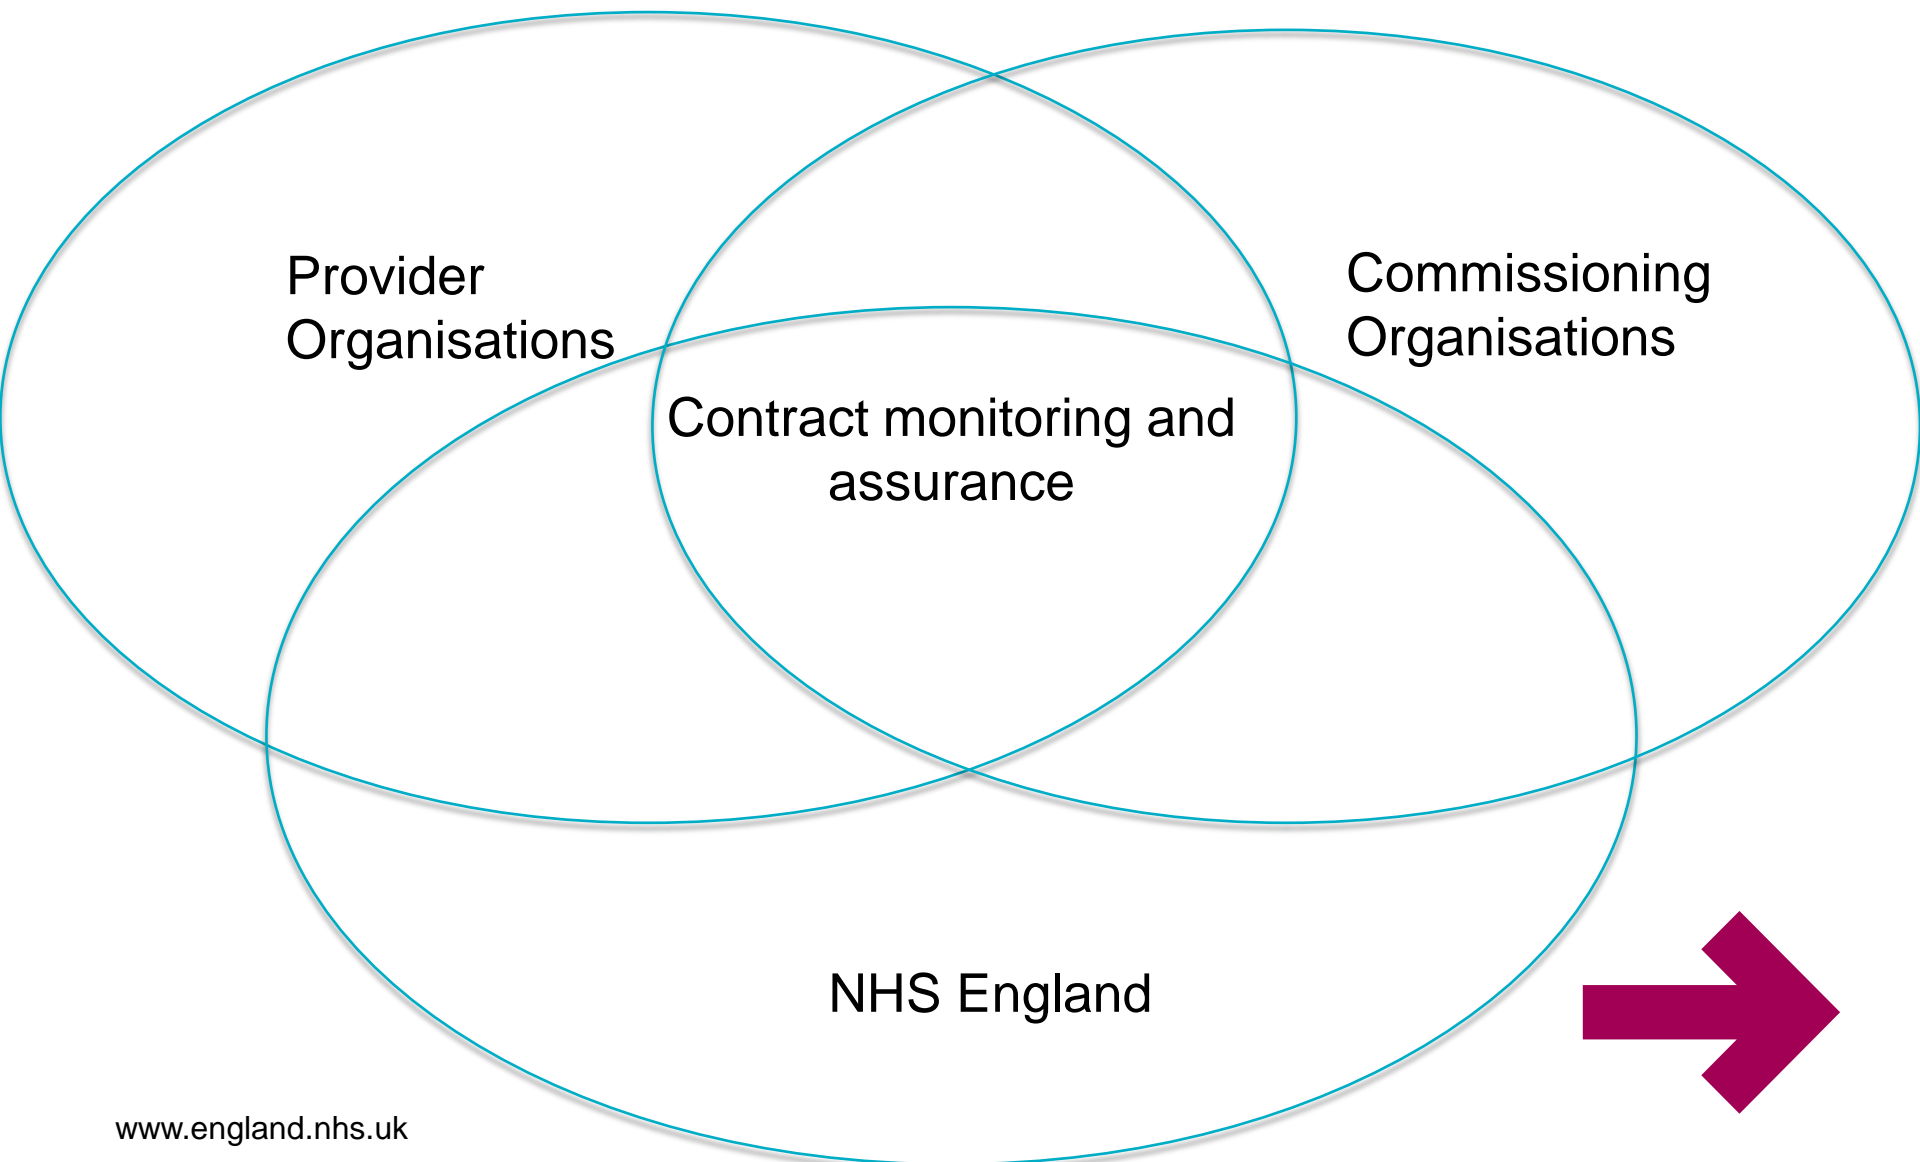 Provider
Organisations
Commissioning
Organisations
Contract monitoring and
assurance
NHS England
www.england.nhs.uk